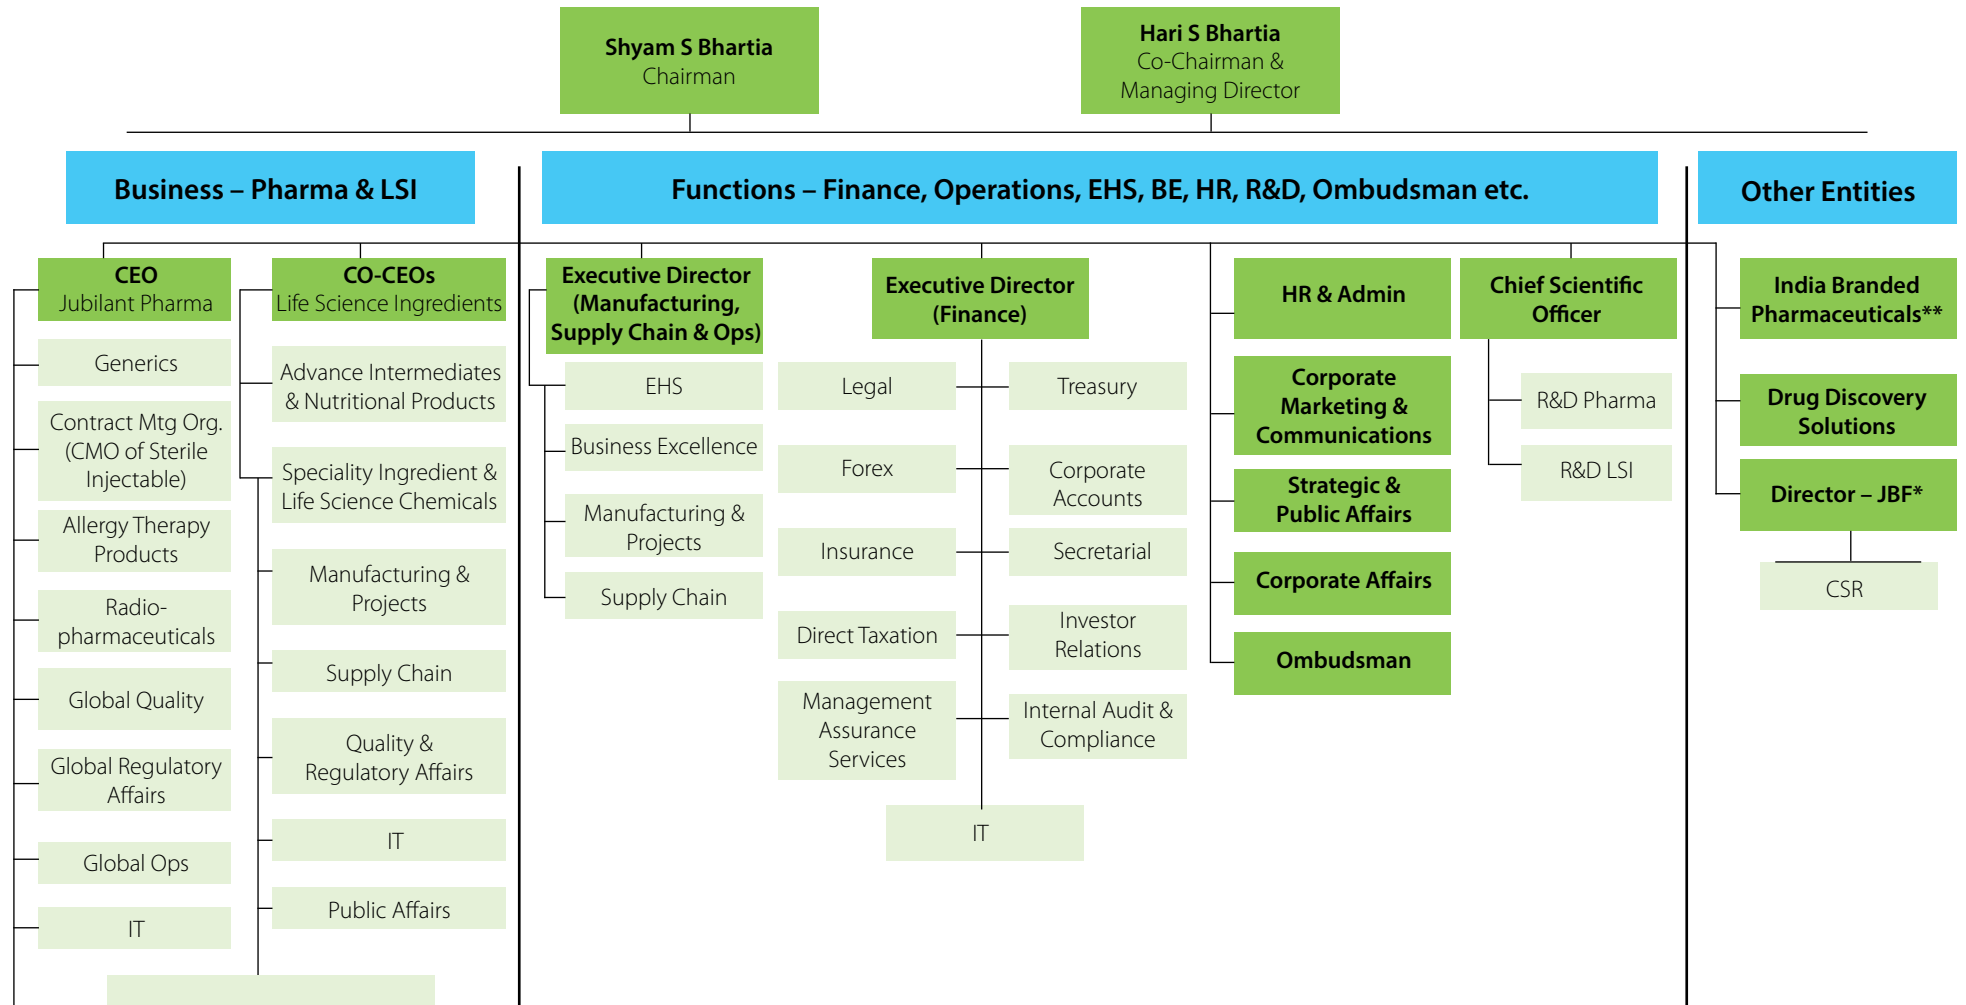 Shyam S Bhartia
Chairman
Hari S Bhartia
Co-Chairman &
Managing Director
Business – Pharma & LSI
Functions – Finance, Operations, EHS, BE, HR, R&D, Ombudsman etc.
Other Entities
CEO
Jubilant Pharma
Generics
Contract Mtg Org.
(CMO of Sterile
Injectable)
Allergy Therapy
Products
Radio-
pharmaceuticals
Global Quality
Global Regulatory
Affairs
Global Ops
IT
CO-CEOs
Life Science Ingredients
Advance Intermediates
& Nutritional Products
Speciality Ingredient &
Life Science Chemicals
Manufacturing &
Projects
Supply Chain
Quality &
Regulatory Affairs
IT
Public Affairs
Executive Director
(Manufacturing,
Supply Chain & Ops)
EHS
Business Excellence
Manufacturing &
Projects
Supply Chain
Executive Director
(Finance)
Legal
Treasury
Forex
Corporate
Accounts
Insurance
Secretarial
Direct Taxation
Investor
Relations
Management
Assurance
Services
Internal Audit &
Compliance
IT
HR & Admin
Corporate
Marketing &
Communications
Strategic &
Public Affairs
Corporate Affairs
Ombudsman
Chief Scientific
Officer
R&D Pharma
R&D LSI
India Branded
Pharmaceuticals**
Drug Discovery
Solutions
Director – JBF*
CSR